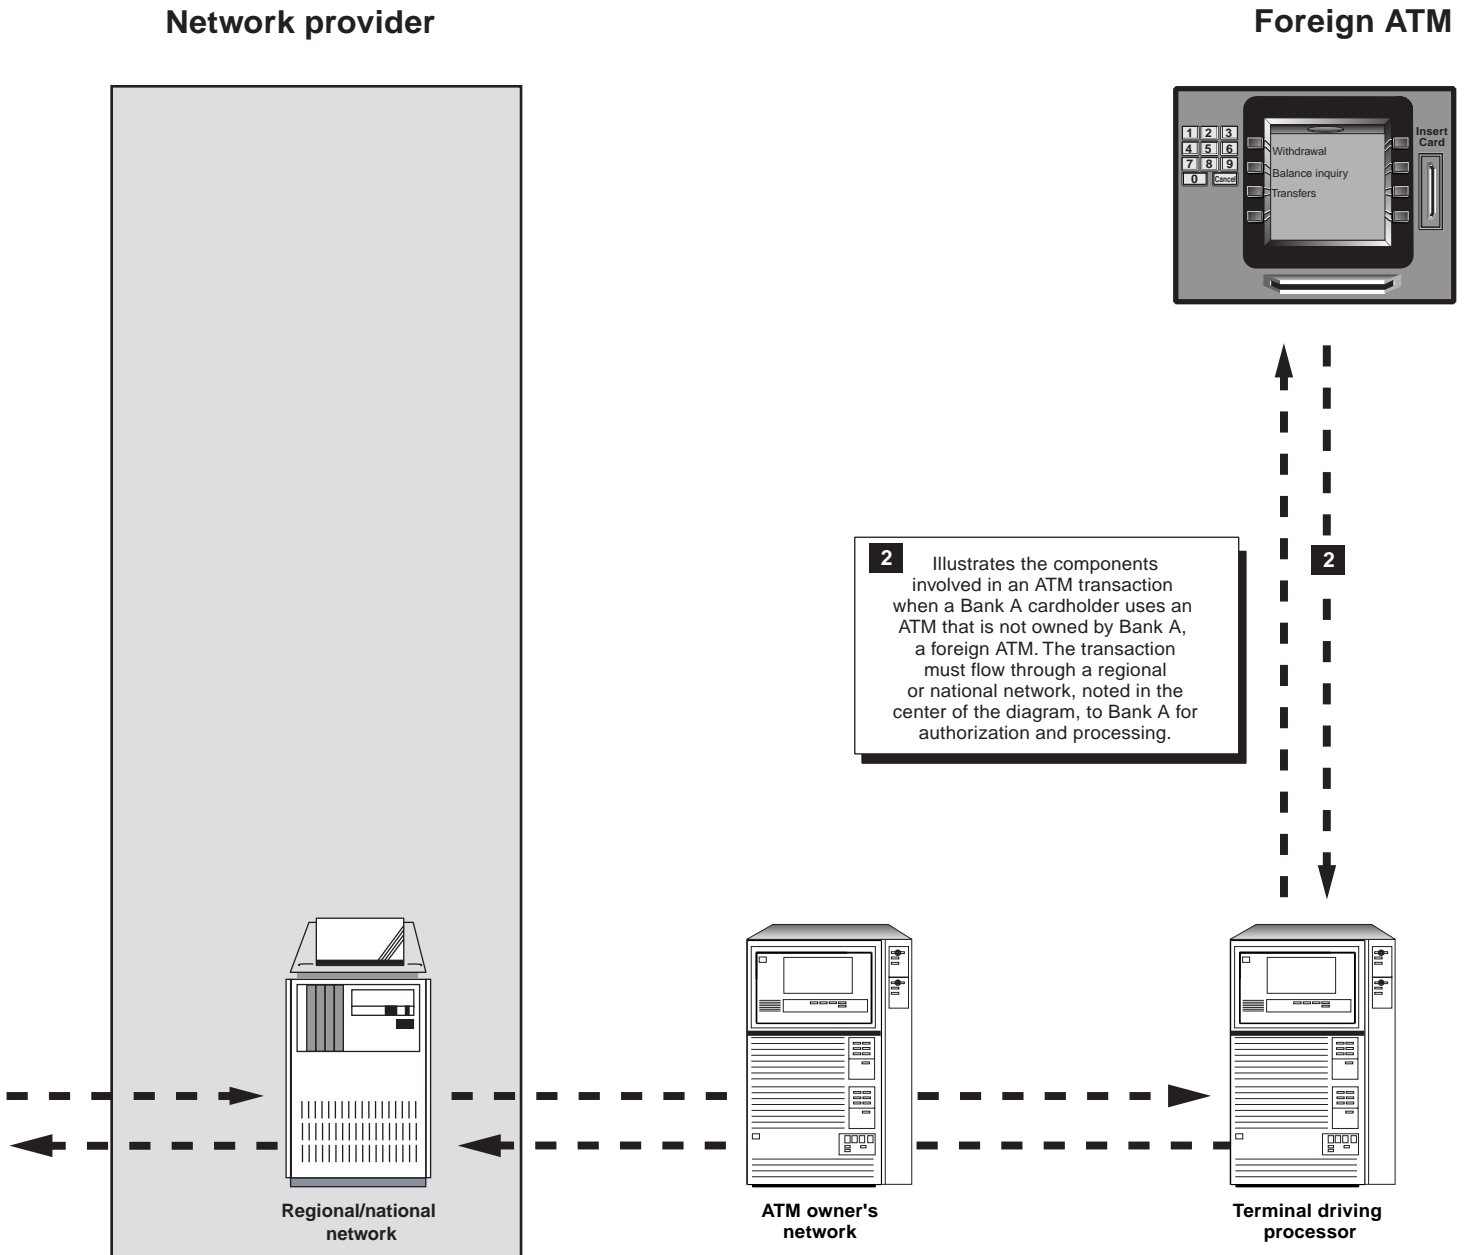 Network provider
Foreign ATM
1 2 3
4 5 6
7 8 9
0 Cancel
Withdrawal
Balance inquiry
Transfers
Insert
Card
2 Illustrates the components
involved in an ATM transaction
when a Bank A cardholder uses an
ATM that is not owned by Bank A,
a foreign ATM. The transaction
must flow through a regional
or national network, noted in the
center of the diagram, to Bank A for
authorization and processing.
2
Regional/national
network
ATM owner's
network
Terminal driving
processor